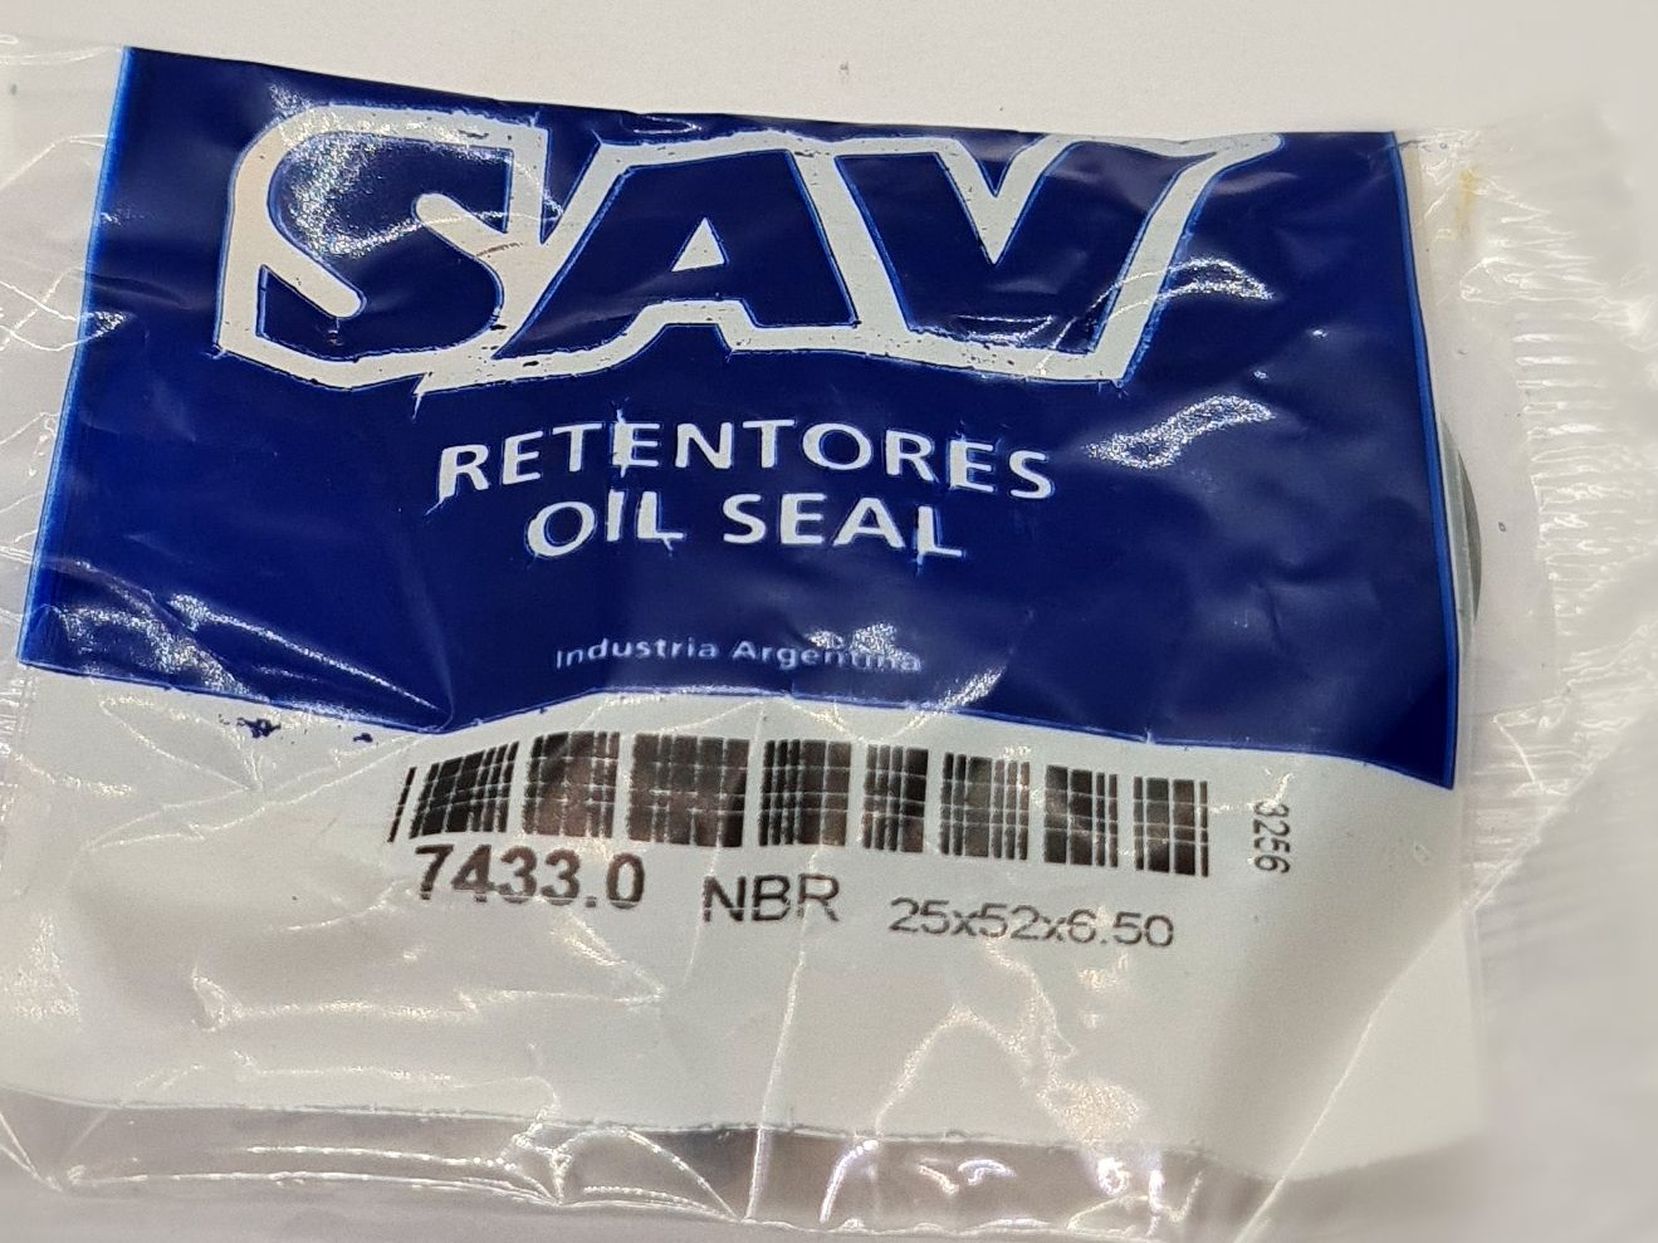 SAV
RETENTORES
OIL SEAL
Industria Argentina
3256
7433.0 NBR 25x52x6.50